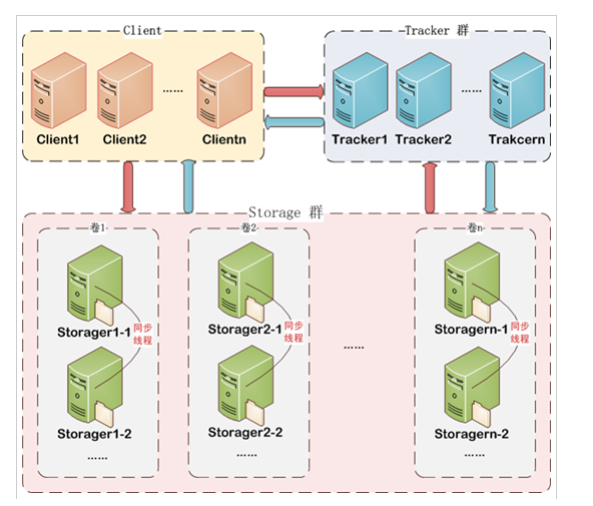 Client
Tracker 群
……
……
Client1
Client2
Clientn
Tracker1
Tracker2
Trakcern
Storage 群
卷1
卷2
卷n
Storager1-1
同步
线程
Storager2-1
同步
线程
Storagern-1
同步
线程
……
Storager1-2
Storager2-2
Storagern-2
……
……
……